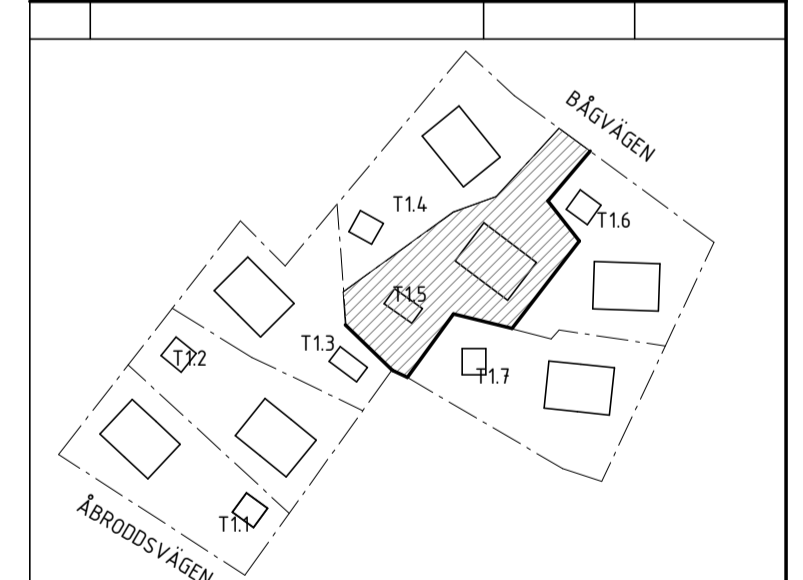 BÅGVÄGEN
T1.4
T1.6
T1.5
T1.3
T1.2
T1.7
T1.1
ÅBRODDSVÄGEN